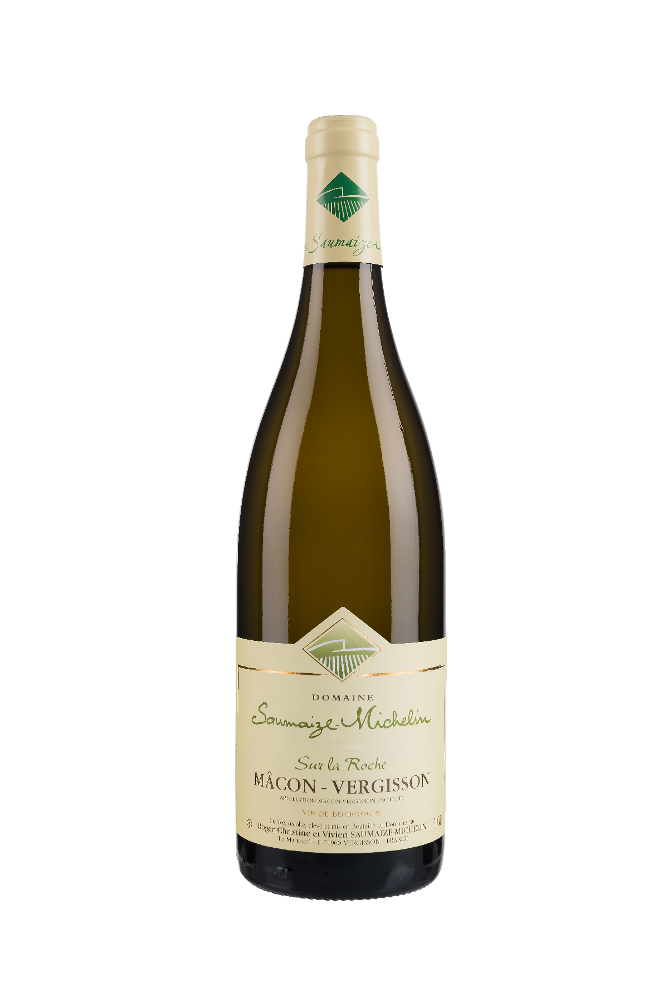 Saumaize-
DOMAINE
Saumaize-Michelin
Sur la Roche
MÂCON - VERGISSON
APPELLATION MÂCON-VERGISSON PROTÉGÉE
VIN DE BOURGOGNE
Cultivé, récolté, élevé et mis en Bouteille au Domaine par
Roger, Christine et Vivien SAUMAIZE-MICHELIN
"Le Martelet" - F-71960 VERGISSON - FRANCE